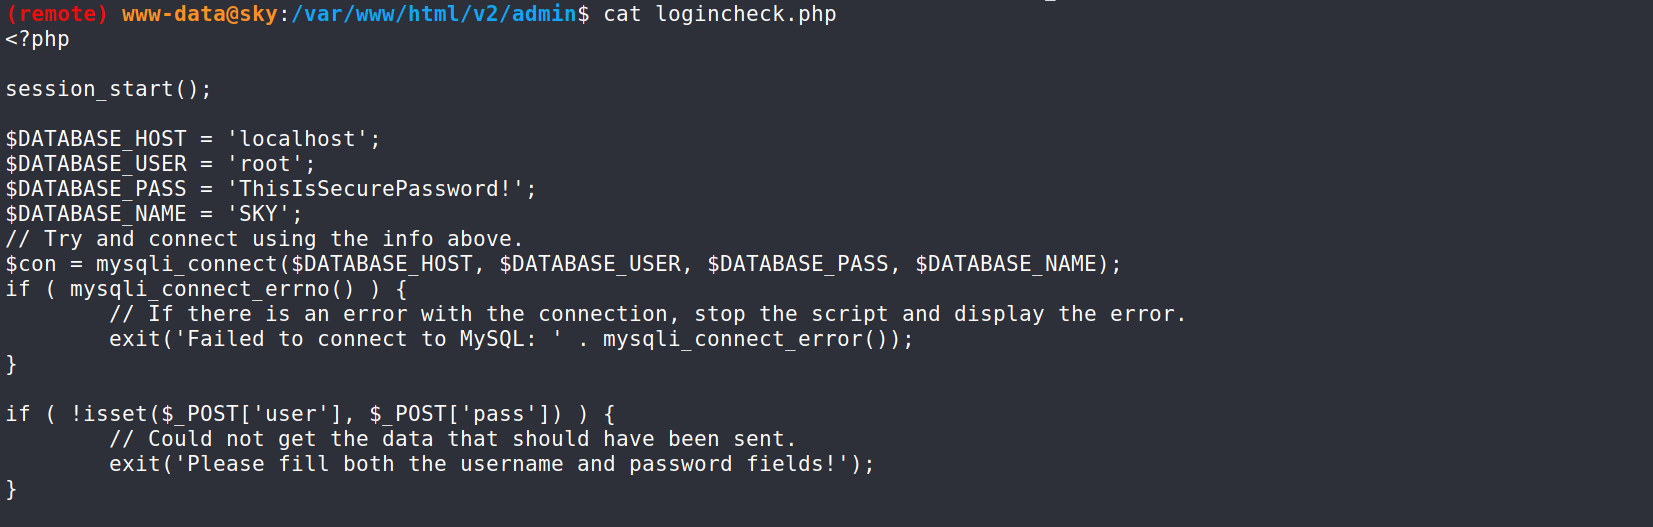 (remote) www-data@sky:/var/www/html/v2/admin$ cat logincheck.php
<?php
session_start();
$DATABASE_HOST = 'localhost';
$DATABASE_USER = 'root';
$DATABASE_PASS = 'ThisIsSecurePassword!';
$DATABASE_NAME = 'SKY';
// Try and connect using the info above.
$con = mysqli_connect($DATABASE_HOST, $DATABASE_USER, $DATABASE_PASS, $DATABASE_NAME);
if ( mysqli_connect_errno() ) {
        // If there is an error with the connection, stop the script and display the error.
        exit('Failed to connect to MySQL: ' . mysqli_connect_error());
}
if ( !isset($_POST['user'], $_POST['pass']) ) {
        // Could not get the data that should have been sent.
        exit('Please fill both the username and password fields!');
}